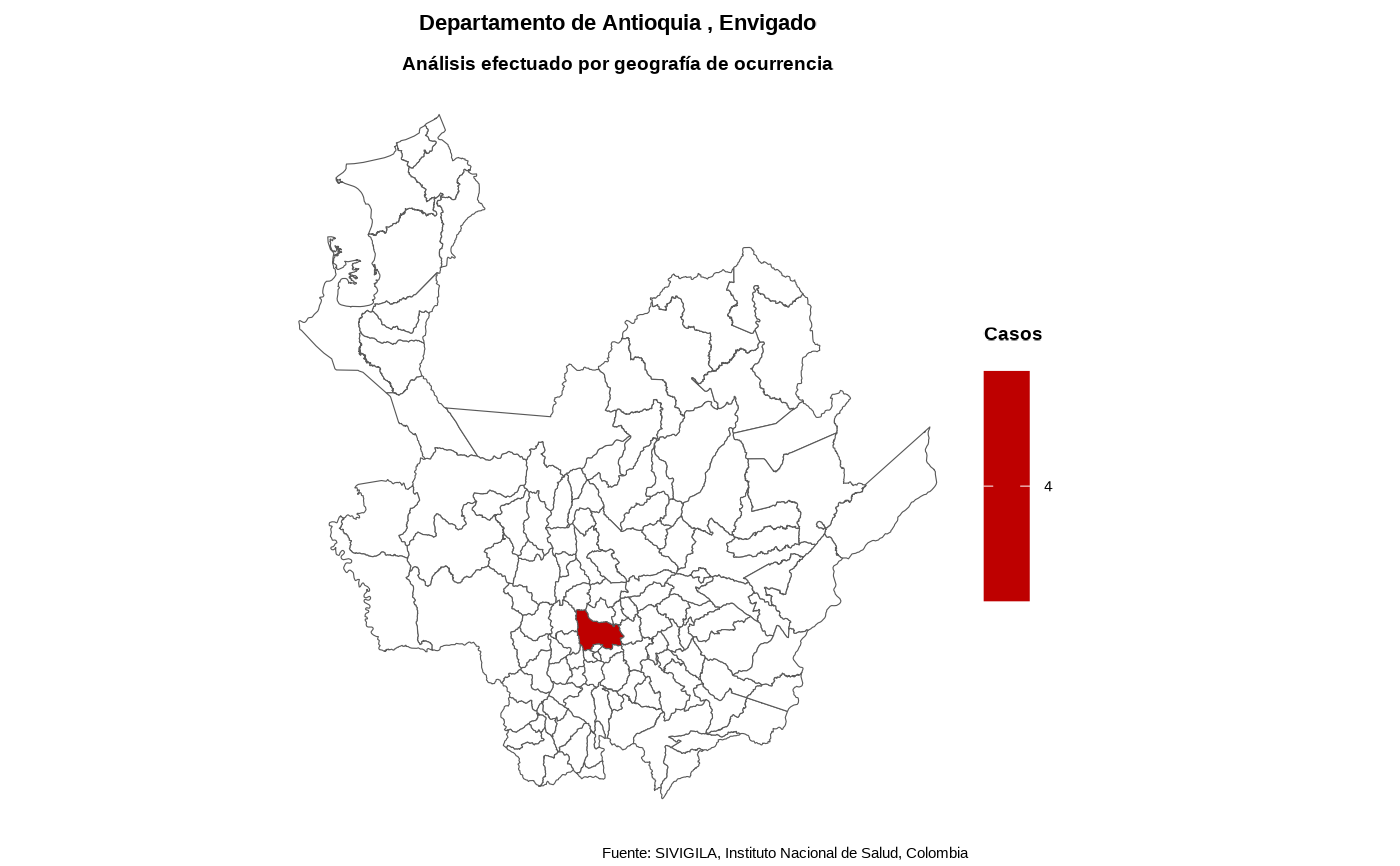 Departamento de Antioquia , Envigado
Análisis efectuado por geografía de ocurrencia
Casos
4
Fuente: SIVIGILA, Instituto Nacional de Salud, Colombia